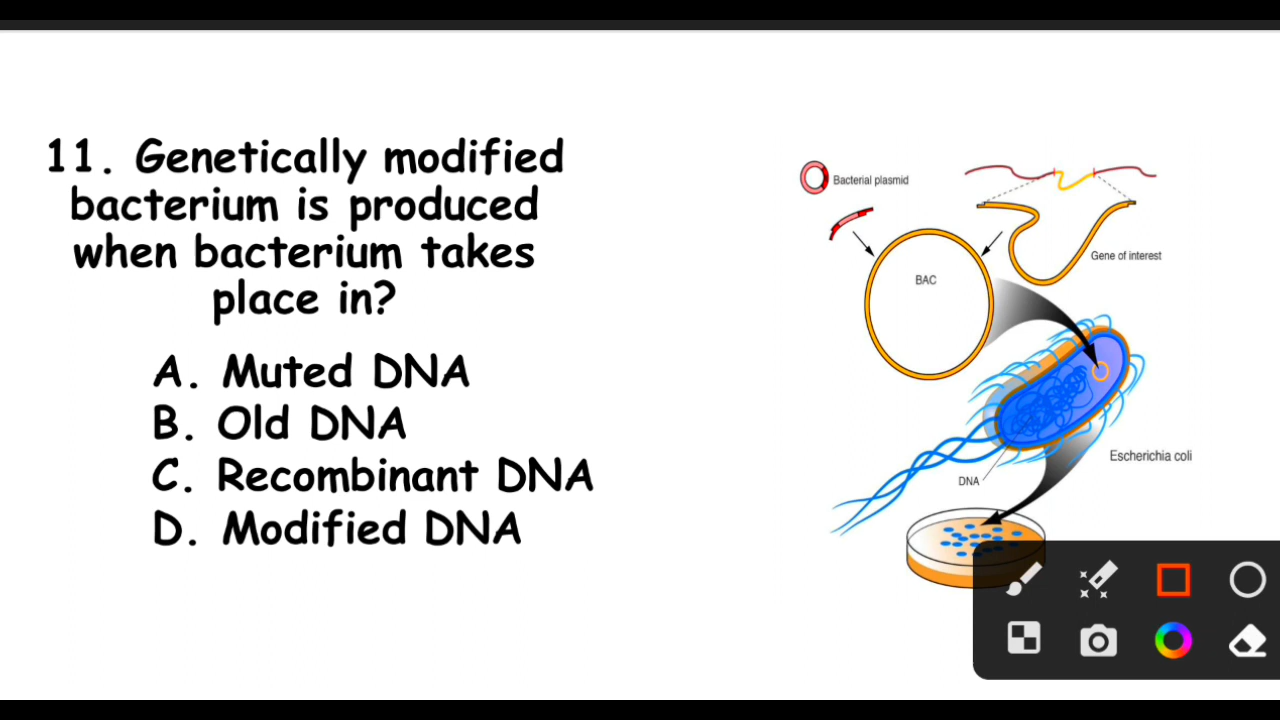 11. Genetically modified
bacterium is produced
when bacterium takes
place in?
A. Muted DNA
B. Old DNA
C. Recombinant DNA
D. Modified DNA
Bacterial plasmid
Gene of interest
BAC
Escherichia coli
DNA